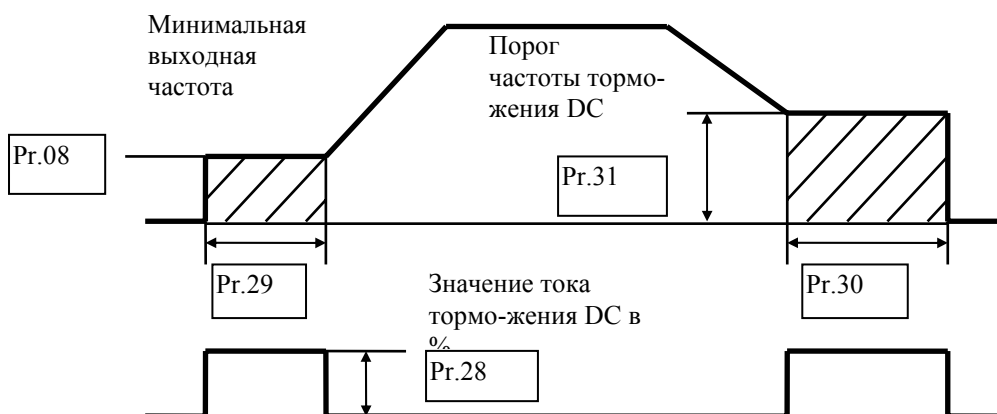 Минимальная
выходная
частота
Порог
частоты тормо-
жения DC
Pr.08
Pr.31
Pr.29
Значение тока
тормо-жения DC в
%
Pr.30
Pr.28